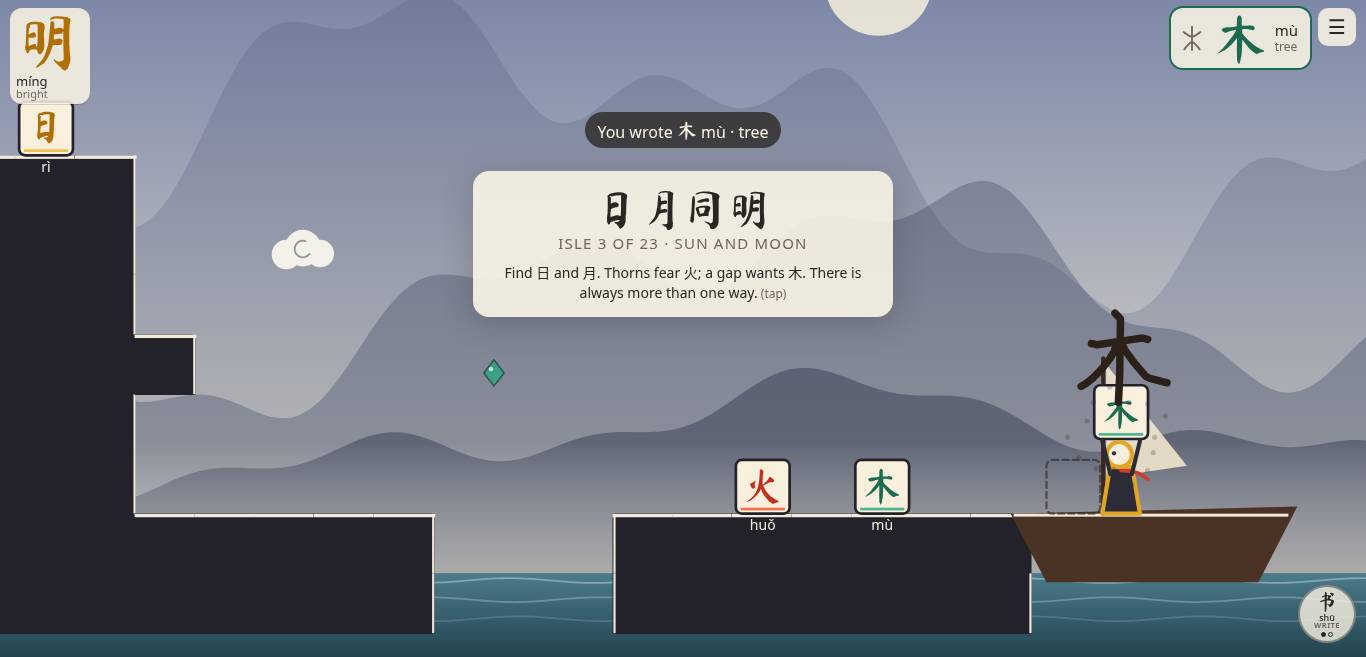 明
míng
bright
日
rì
木
mù
tree
☰
You wrote 木 mù · tree
日月同明
ISLE 3 OF 23 · SUN AND MOON
Find 日 and 月. Thorns fear 火; a gap wants 木. There is
always more than one way. (tap)
木
木
火
huǒ
木
mù
书
shū
WRITE